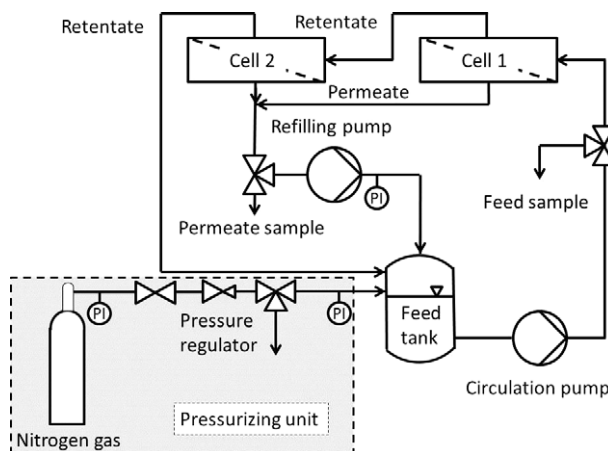 Retentate
Retentate
Cell 2
Cell 1
Permeate
Refilling pump
PI
Permeate sample
Feed sample
PI
Pressure
regulator
PI
Feed
tank
Circulation pump
Pressurizing unit
Nitrogen gas